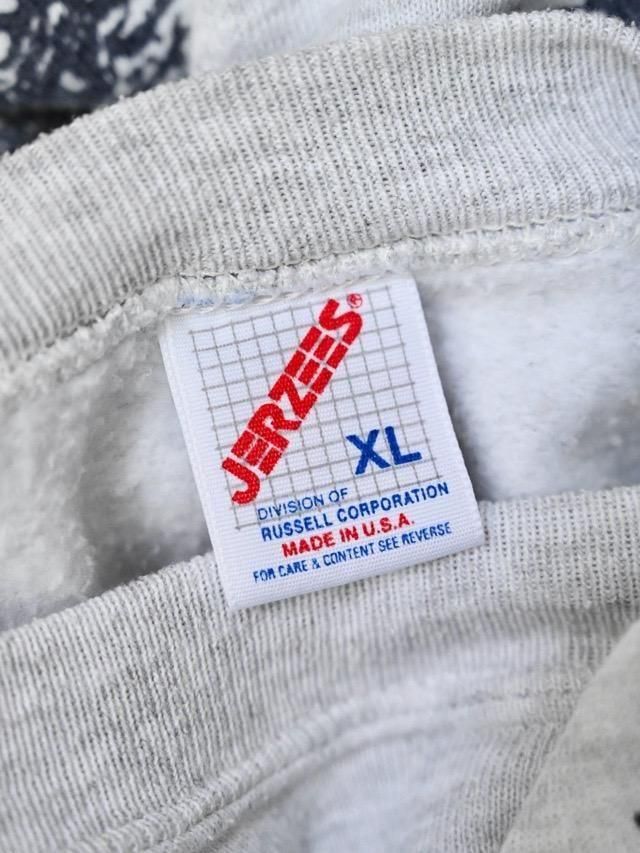 JERZEES®
XL
DIVISION OF
RUSSELL CORPORATION
MADE IN U.S.A.
FOR CARE & CONTENT SEE REVERSE